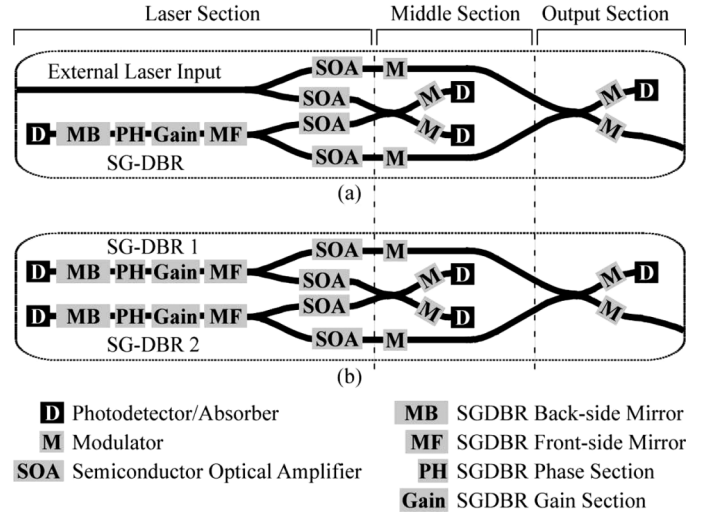 Laser Section Middle Section Output Section
External Laser Input
SOA M
SOA M D M D
D MB PH Gain MF SOA M D M
SG-DBR SOA M
(a)
SG-DBR 1 SOA M
D MB PH Gain MF SOA M D M D
D MB PH Gain MF SOA M D M
SG-DBR 2 SOA M
(b)
D Photodetector/Absorber
M Modulator
SOA Semiconductor Optical Amplifier
MB SGDBR Back-side Mirror
MF SGDBR Front-side Mirror
PH SGDBR Phase Section
Gain SGDBR Gain Section